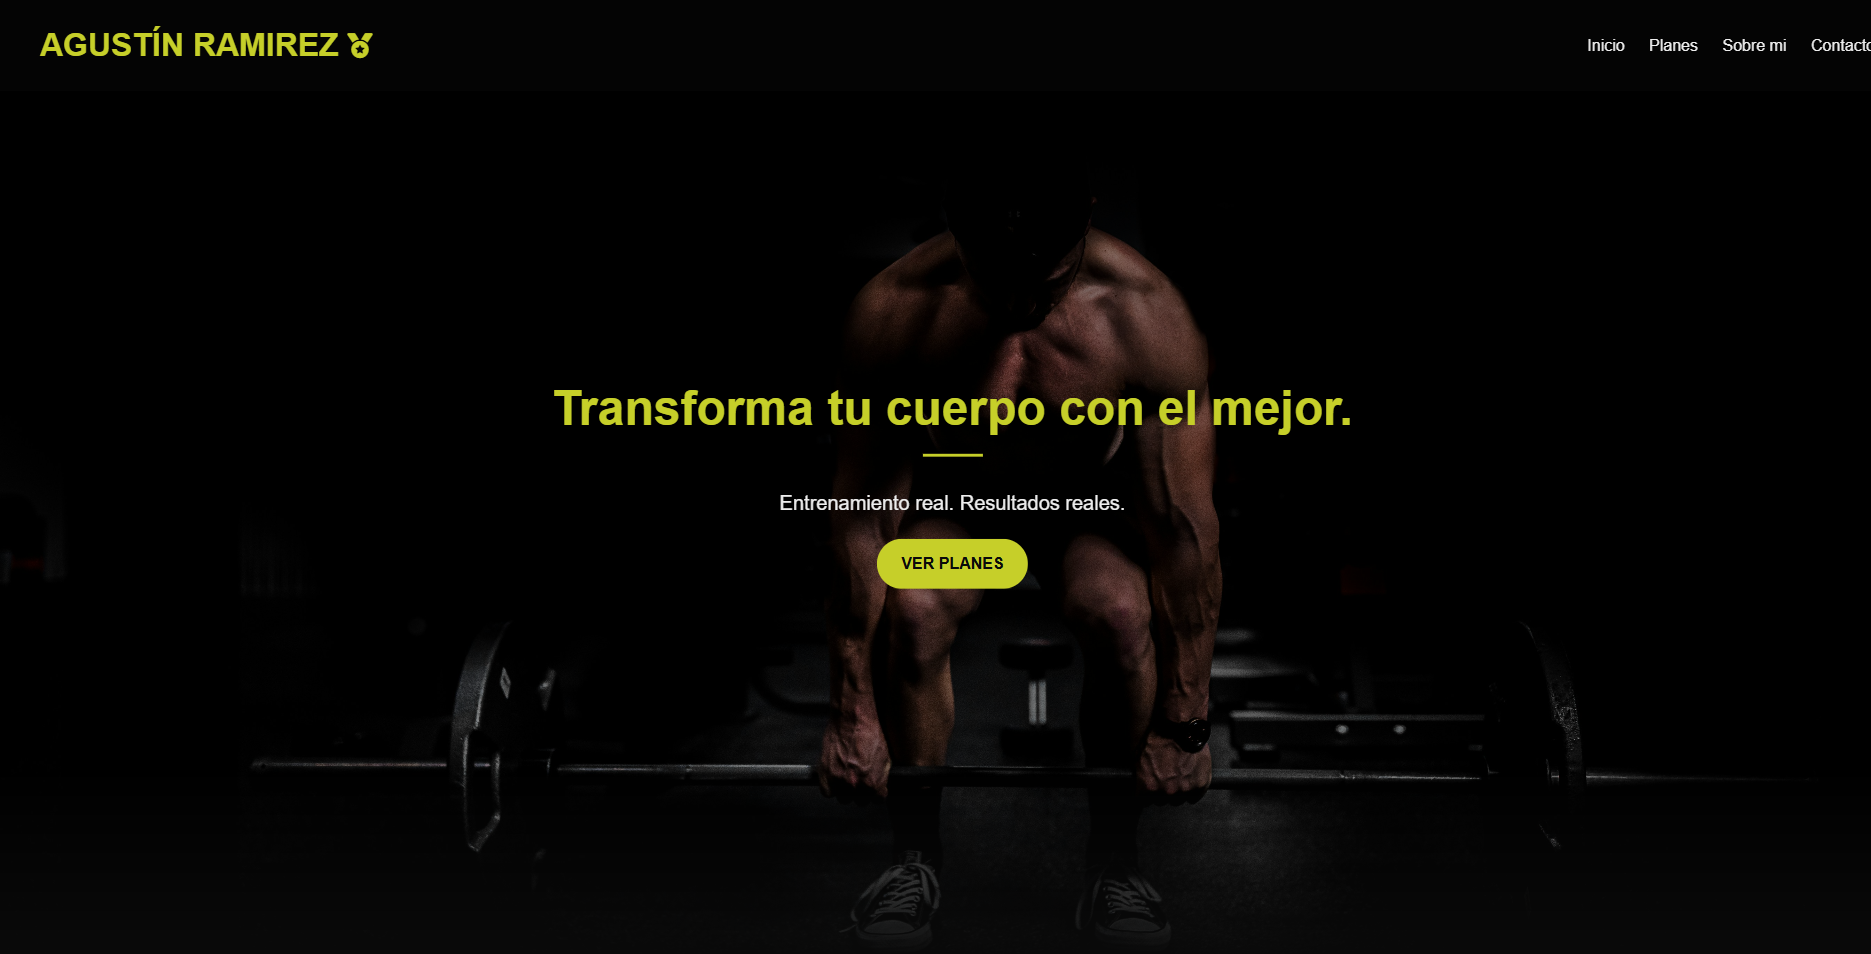 AGUSTÍN RAMIREZ
Inicio Planes Sobre mi Contacto
Transforma tu cuerpo con el mejor.
Entrenamiento real. Resultados reales.
VER PLANES